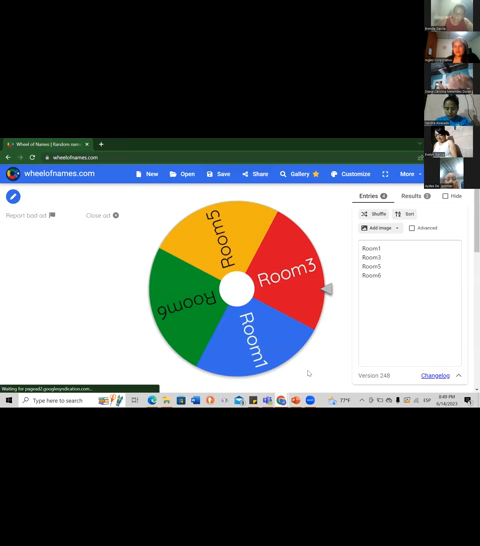 Wheel of Names | Random nam
wheelofnames.com
wheelofnames.com
New
Open
Save
Share
Gallery
Customize
More
Entries 4
Results 2
Hide
Report bad ad
Close ad
Shuffle
Sort
Add image
Advanced
Room1
Room3
Room5
Room6
Room5
Room3
Room6
Room1
Version 248
Changelog
Waiting for pagead2.googlesyndication.com...
Type here to search
77°F
ESP
8:49 PM
6/14/2023